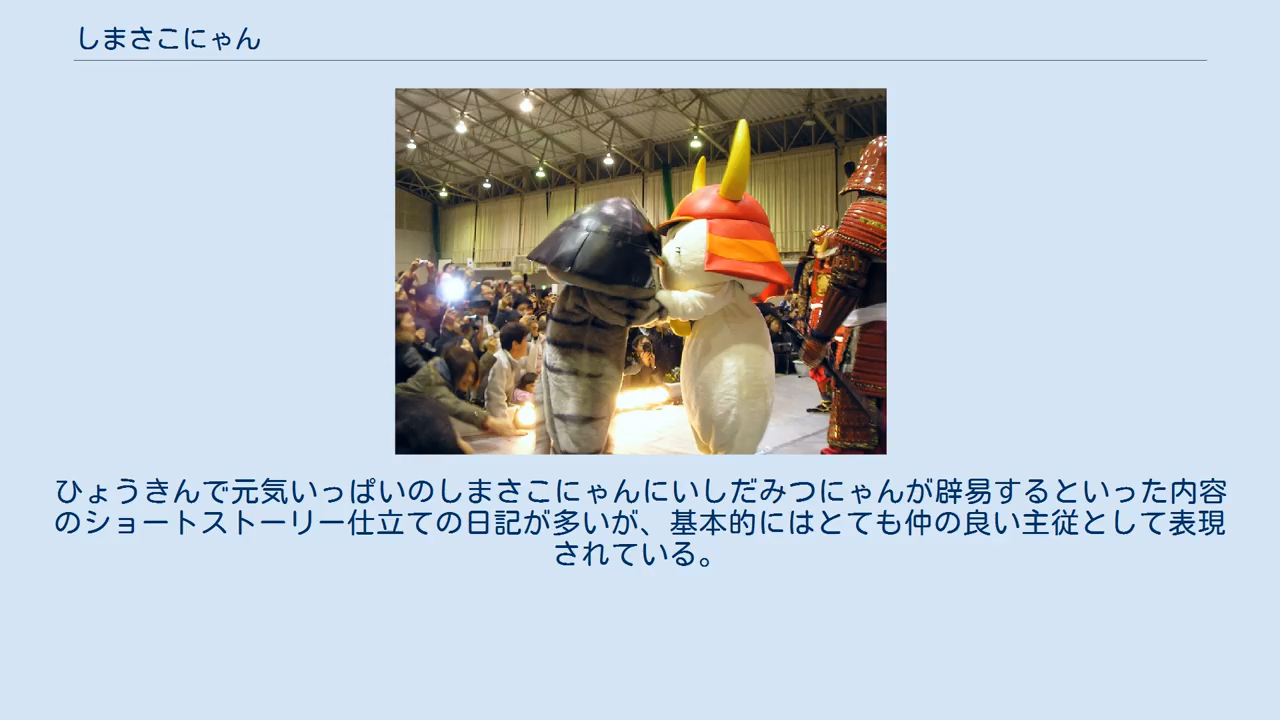 しまさこにゃん
ひょうきんで元気いっぱいのしまさこにゃんにいしだみつにゃんが辟易するといった内容
のショートストーリー仕立ての日記が多いが、基本的にはとても仲の良い主従として表現
されている。